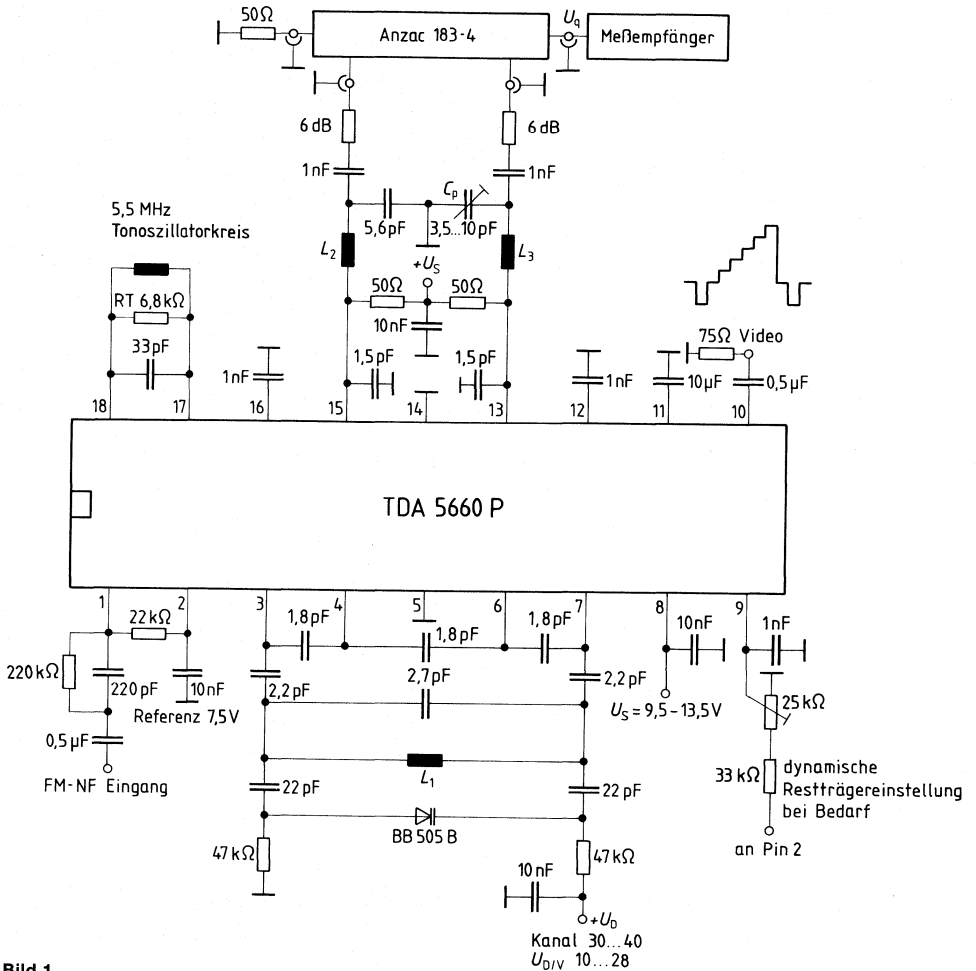 50Ω
Anzac 183-4
Uq
Meßempfänger
6 dB
6 dB
1nF
1nF
Cp
5,6pF
3,5...10pF
5,5 MHz
Tonoszillatorkreis
L2
+US
L3
RT 6,8kΩ
50Ω
50Ω
10nF
75Ω Video
33pF
1nF
1,5pF
1,5pF
1nF
10µF
0,5µF
18
17
16
15
14
13
12
11
10
TDA 5660 P
1
2
3
4
5
6
7
8
9
22kΩ
1,8pF
1,8pF
1,8pF
10nF
1nF
220kΩ
220pF
10nF
2,2pF
2,7pF
2,2pF
25kΩ
Referenz 7,5V
US = 9,5-13,5V
0,5µF
FM-NF Eingang
L1
33kΩ
dynamische
Restträgereinstellung
bei Bedarf
22pF
22pF
BB 505 B
an Pin 2
47kΩ
47kΩ
10nF
+UD
Kanal 30...40
UD/V 10...28
Bild 1